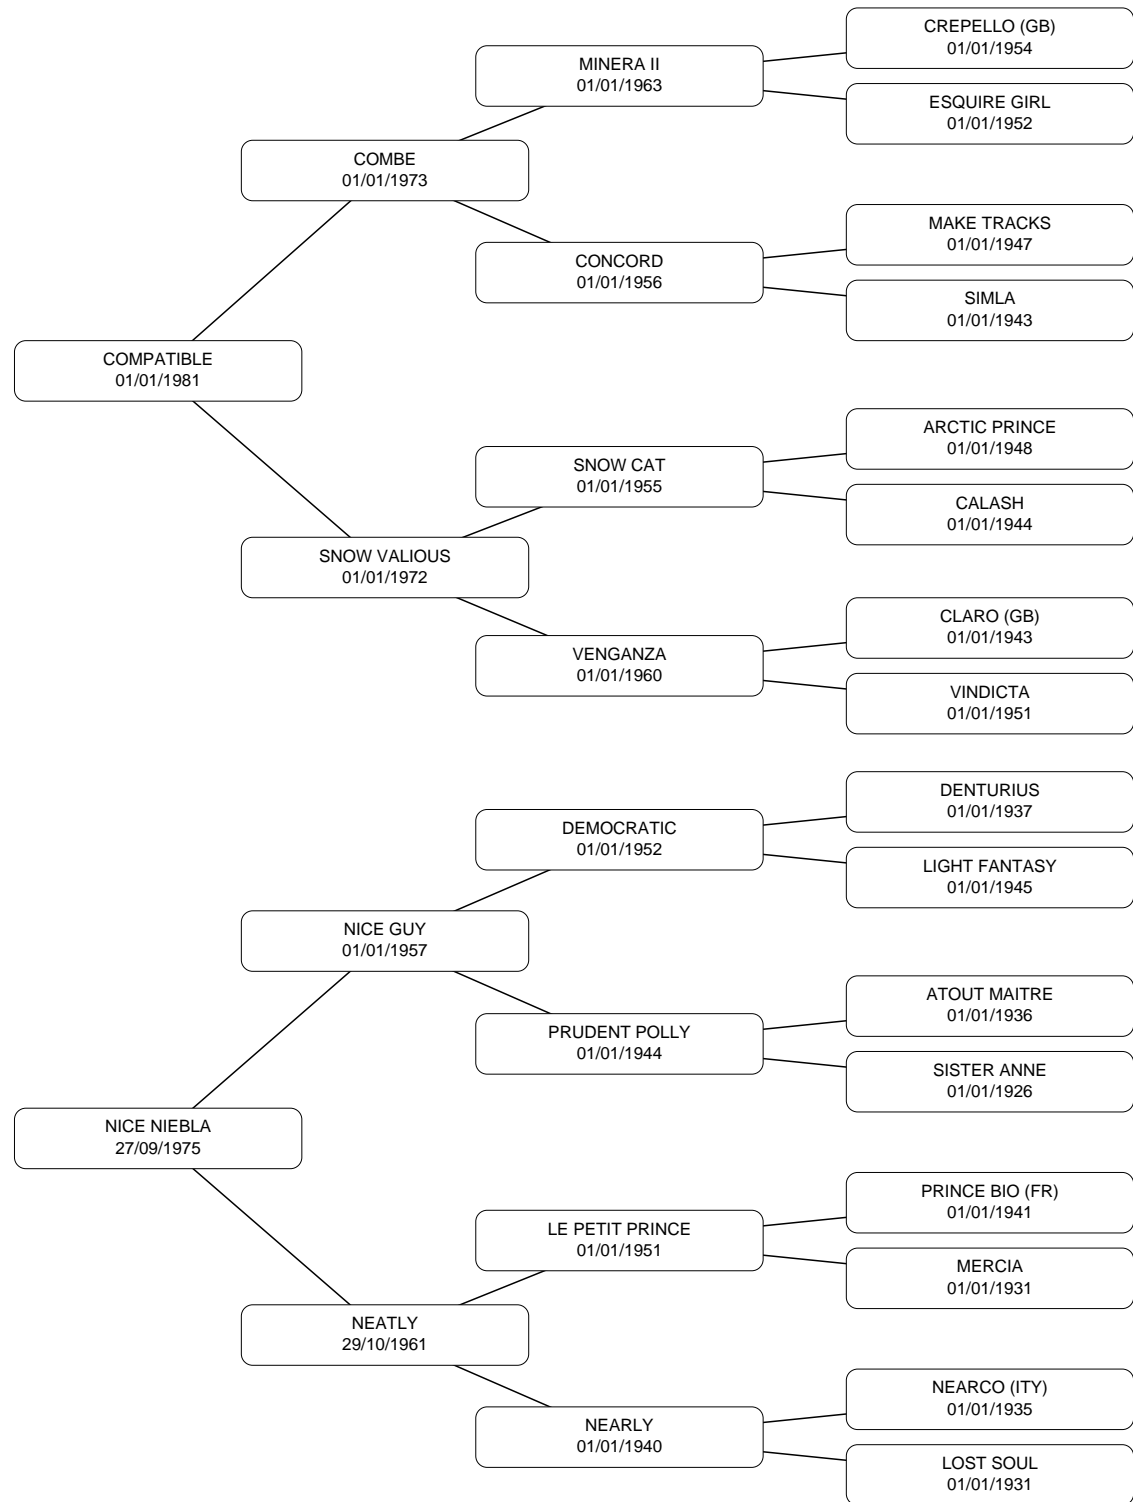 CREPELLO (GB)
01/01/1954
MINERA II
01/01/1963
ESQUIRE GIRL
01/01/1952
COMBE
01/01/1973
MAKE TRACKS
01/01/1947
CONCORD
01/01/1956
SIMLA
01/01/1943
COMPATIBLE
01/01/1981
ARCTIC PRINCE
01/01/1948
SNOW CAT
01/01/1955
CALASH
01/01/1944
SNOW VALIOUS
01/01/1972
CLARO (GB)
01/01/1943
VENGANZA
01/01/1960
VINDICTA
01/01/1951
DENTURIUS
01/01/1937
DEMOCRATIC
01/01/1952
LIGHT FANTASY
01/01/1945
NICE GUY
01/01/1957
ATOUT MAITRE
01/01/1936
PRUDENT POLLY
01/01/1944
SISTER ANNE
01/01/1926
NICE NIEBLA
27/09/1975
PRINCE BIO (FR)
01/01/1941
LE PETIT PRINCE
01/01/1951
MERCIA
01/01/1931
NEATLY
29/10/1961
NEARCO (ITY)
01/01/1935
NEARLY
01/01/1940
LOST SOUL
01/01/1931